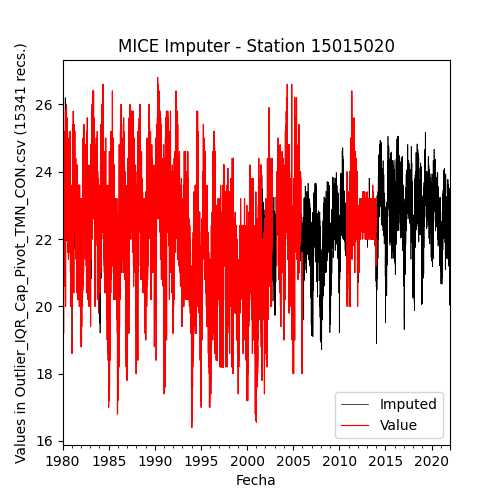 MICE Imputer - Station 15015020
Values in Outlier_IQR_Cap_Pivot_TMN_CON.csv (15341 recs.)
26
24
22
20
18
16
Imputed
Value
1980 1985 1990 1995 2000 2005 2010 2015 2020
Fecha